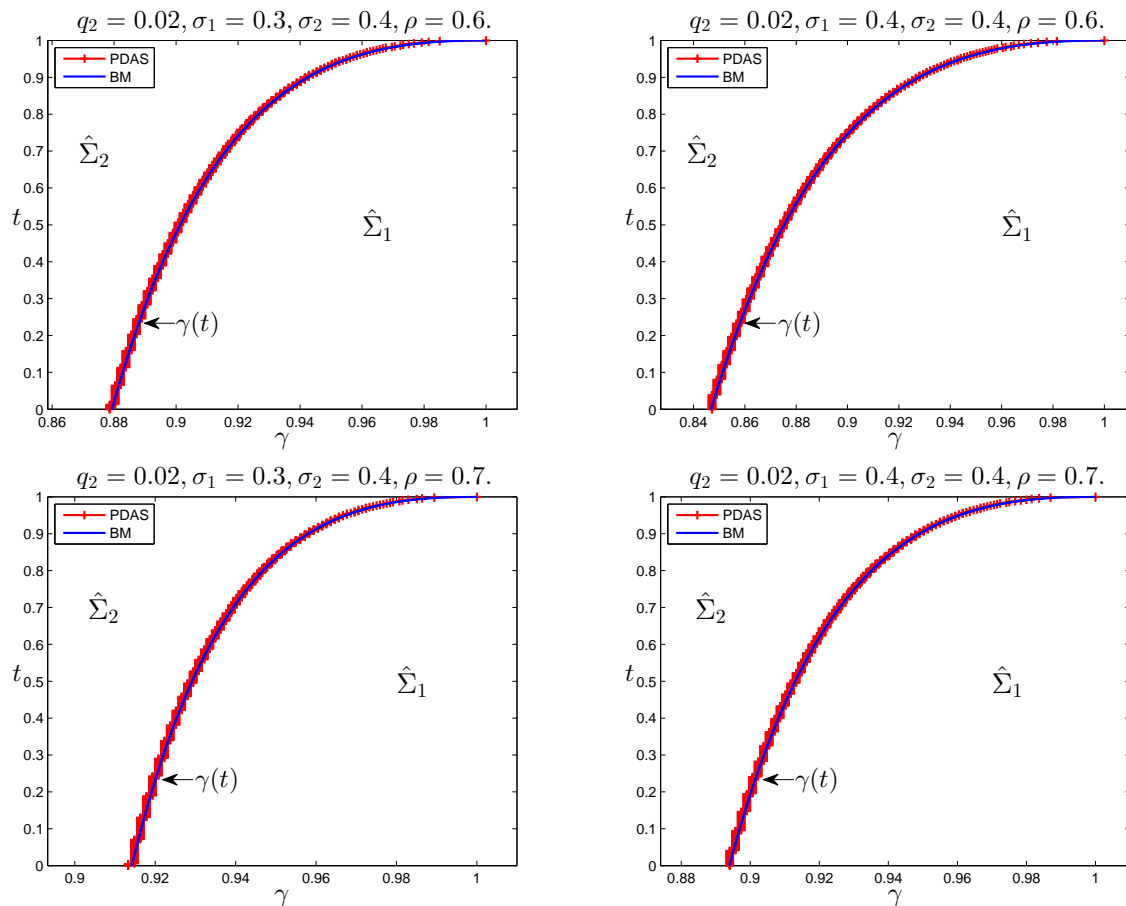 q₂ = 0.02, σ₁ = 0.3, σ₂ = 0.4, ρ = 0.6.
PDAS
BM
Σ̂₂
Σ̂₁
γ(t)
t
1
0.9
0.8
0.7
0.6
0.5
0.4
0.3
0.2
0.1
0
0.86 0.88 0.9 0.92 0.94 0.96 0.98 1
γ
q₂ = 0.02, σ₁ = 0.4, σ₂ = 0.4, ρ = 0.6.
PDAS
BM
Σ̂₂
Σ̂₁
γ(t)
t
1
0.9
0.8
0.7
0.6
0.5
0.4
0.3
0.2
0.1
0
0.84 0.86 0.88 0.9 0.92 0.94 0.96 0.98 1
γ
q₂ = 0.02, σ₁ = 0.3, σ₂ = 0.4, ρ = 0.7.
PDAS
BM
Σ̂₂
Σ̂₁
γ(t)
t
1
0.9
0.8
0.7
0.6
0.5
0.4
0.3
0.2
0.1
0
0.9 0.92 0.94 0.96 0.98 1
γ
q₂ = 0.02, σ₁ = 0.4, σ₂ = 0.4, ρ = 0.7.
PDAS
BM
Σ̂₂
Σ̂₁
γ(t)
t
1
0.9
0.8
0.7
0.6
0.5
0.4
0.3
0.2
0.1
0
0.88 0.9 0.92 0.94 0.96 0.98 1
γ